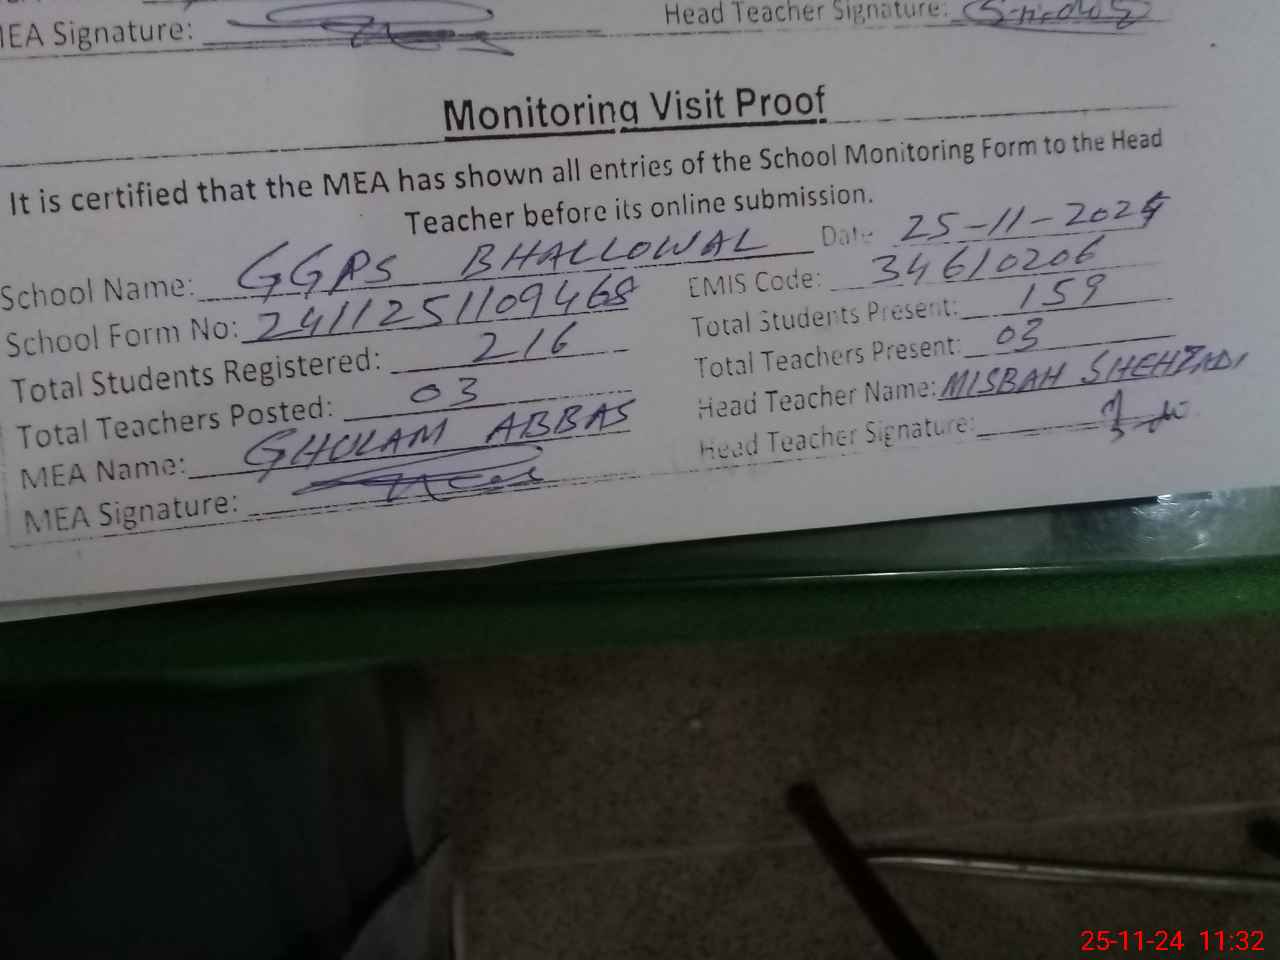 MEA Signature:
Head Teacher Signature:
Monitoring Visit Proof
It is certified that the MEA has shown all entries of the School Monitoring Form to the Head
Teacher before its online submission.
School Name: GGPS BHALLOWAL Date 25-11-2024
School Form No: 2411251109468 EMIS Code: 34610206
Total Students Registered: 216 Total Students Present: 159
Total Teachers Posted: 03 Total Teachers Present: 03
MEA Name: GHULAM ABBAS Head Teacher Name: MISBAH SHEHZADI
MEA Signature: Head Teacher Signature:
25-11-24 11:32